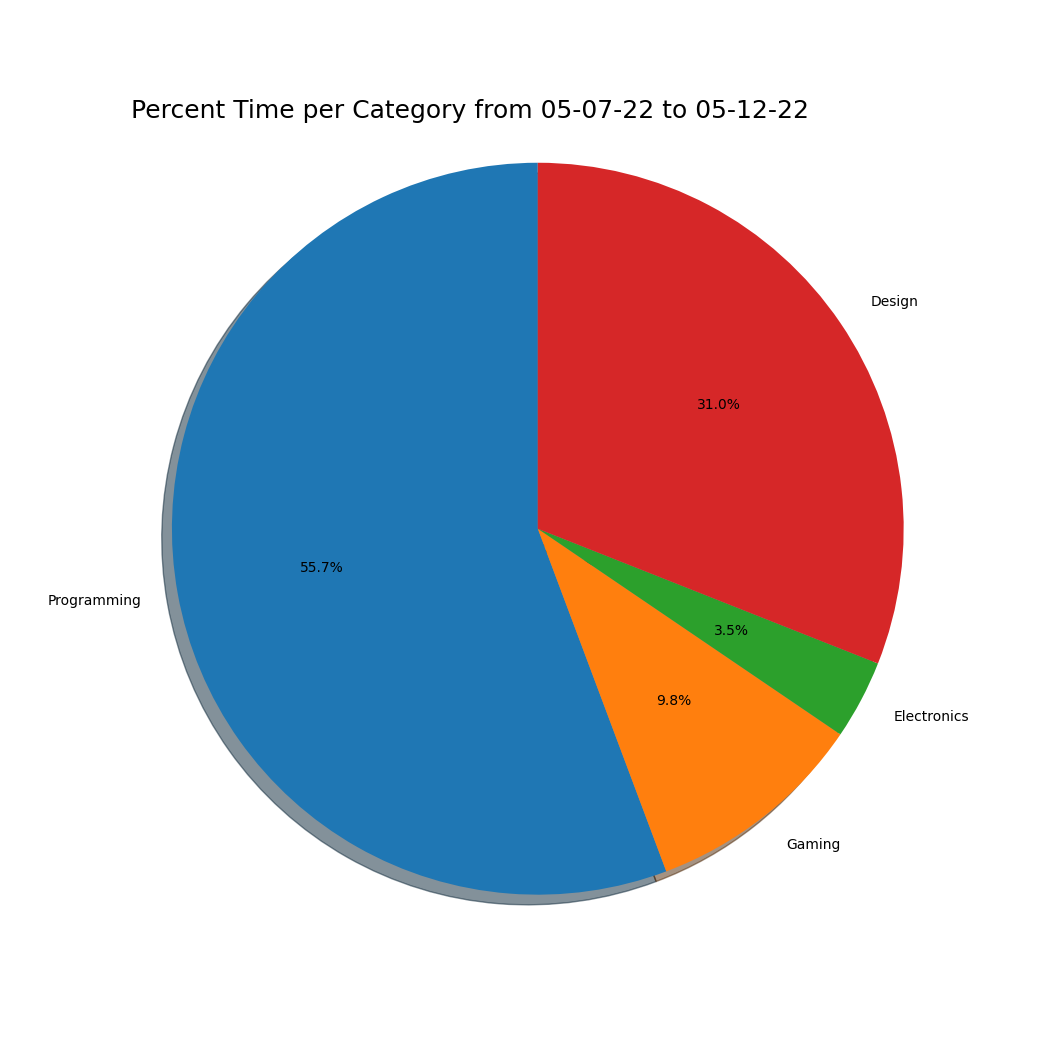 Percent Time per Category from 05-07-22 to 05-12-22
Design
31.0%
55.7%
Programming
3.5%
9.8%
Electronics
Gaming